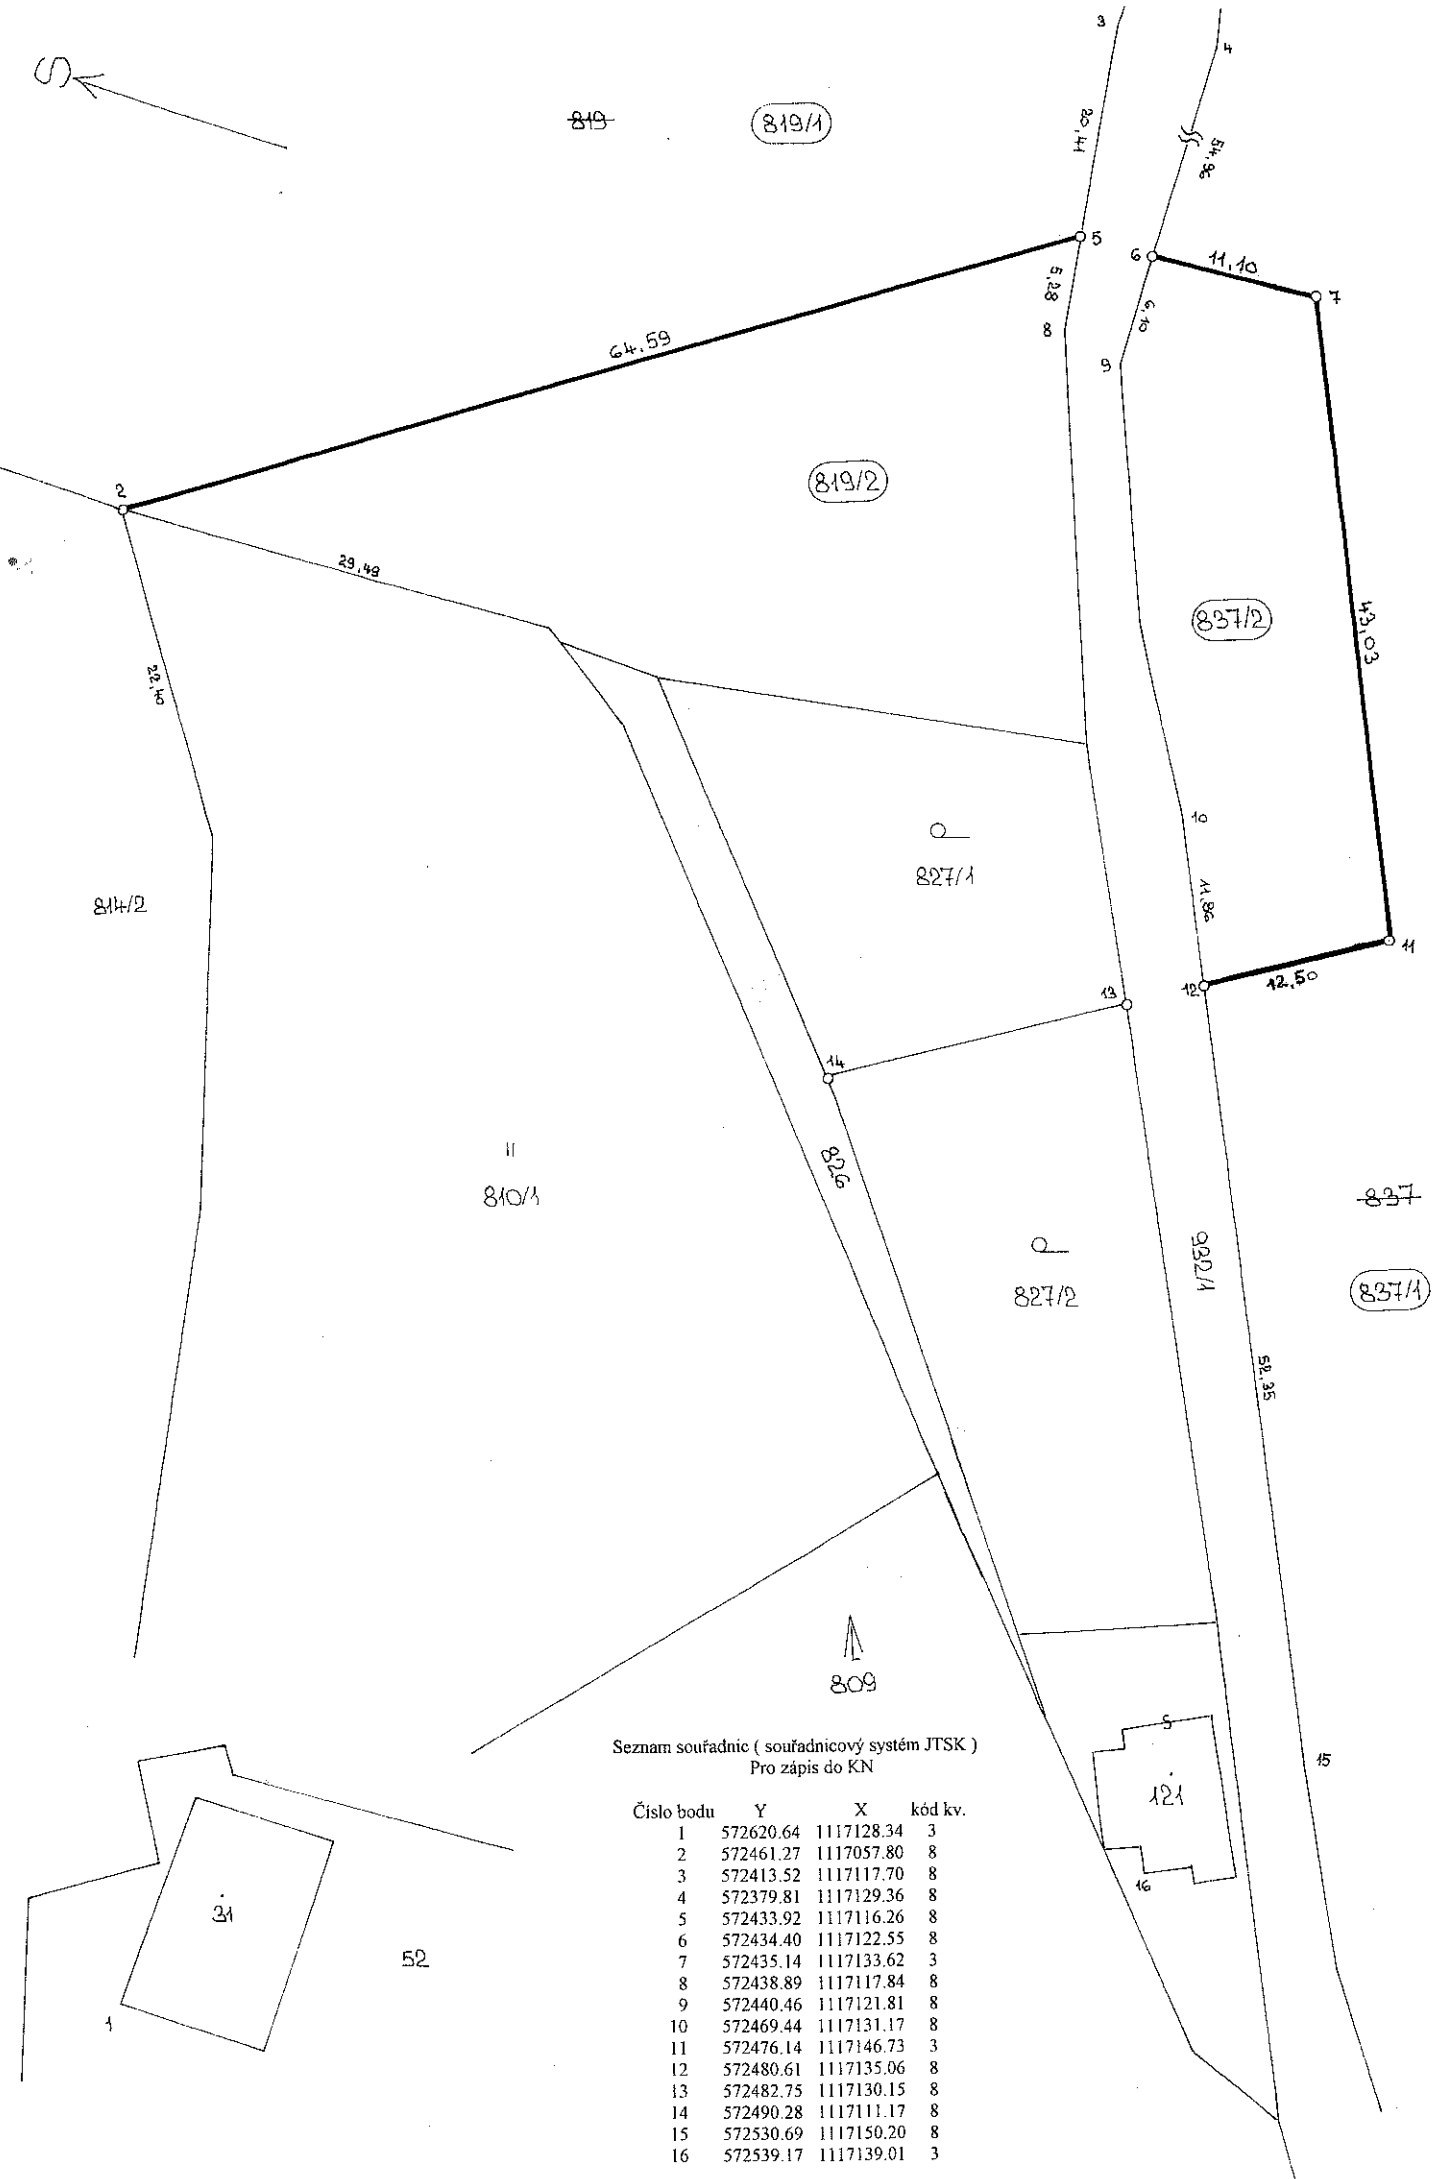 3
4
S
819
819/1
20,41
54,96
5
6
11,10
7
5,28
6,10
8
9
64,59
2
819/2
29,49
837/2
43,03
22,15
10
827/1
11,86
814/2
11
13
12
12,50
14
826
II
810/1
837
932/1
827/2
837/1
52,35
809
S
15
121
16
31
52
1
Seznam souřadnic ( souřadnicový systém JTSK )
Pro zápis do KN
Číslo bodu Y X kód kv.
1 572620.64 1117128.34 3
2 572461.27 1117057.80 8
3 572413.52 1117117.70 8
4 572379.81 1117129.36 8
5 572433.92 1117116.26 8
6 572434.40 1117122.55 8
7 572435.14 1117133.62 3
8 572438.89 1117117.84 8
9 572440.46 1117121.81 8
10 572469.44 1117131.17 8
11 572476.14 1117146.73 3
12 572480.61 1117135.06 8
13 572482.75 1117130.15 8
14 572490.28 1117111.17 8
15 572530.69 1117150.20 8
16 572539.17 1117139.01 3